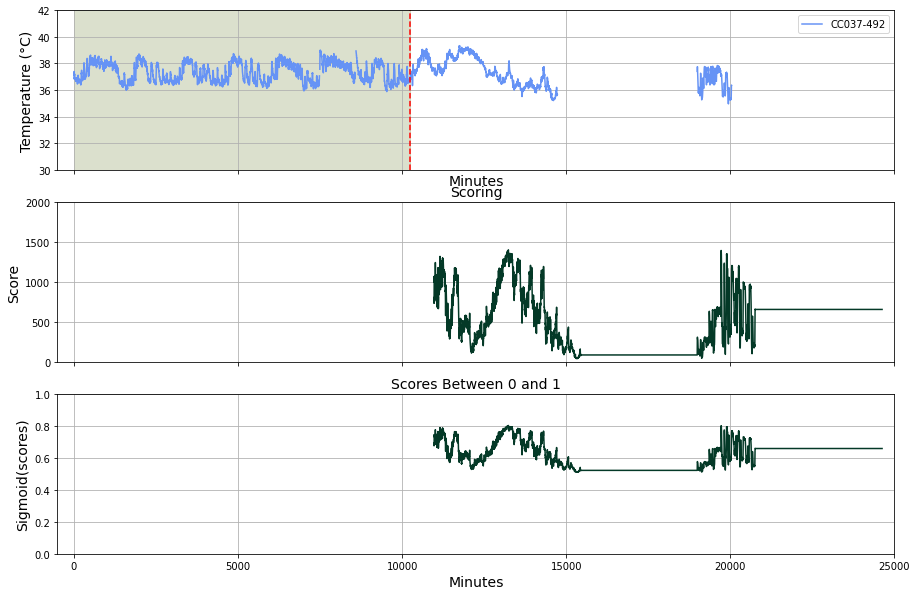 42
40
38
36
34
32
30
Temperature (°C)
CC037-492
Minutes
Scoring
2000
1500
1000
500
0
Score
Scores Between 0 and 1
1.0
0.8
0.6
0.4
0.2
0.0
Sigmoid(scores)
0 5000 10000 15000 20000 25000
Minutes